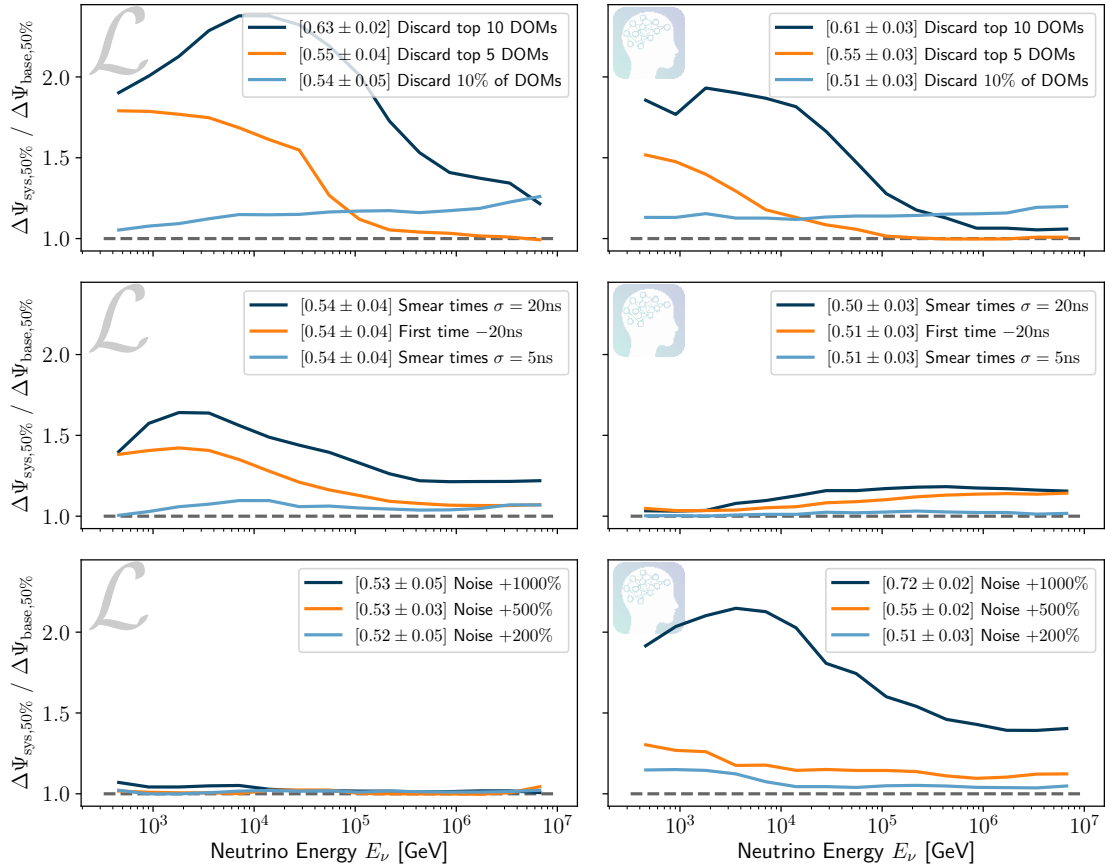 ΔΨsys,50% / ΔΨbase,50%
2.0
1.5
1.0
ℒ
[0.63 ± 0.02] Discard top 10 DOMs
[0.55 ± 0.04] Discard top 5 DOMs
[0.54 ± 0.05] Discard 10% of DOMs
[0.61 ± 0.03] Discard top 10 DOMs
[0.55 ± 0.03] Discard top 5 DOMs
[0.51 ± 0.03] Discard 10% of DOMs
ΔΨsys,50% / ΔΨbase,50%
2.0
1.5
1.0
ℒ
[0.54 ± 0.04] Smear times σ = 20ns
[0.54 ± 0.04] First time −20ns
[0.54 ± 0.04] Smear times σ = 5ns
[0.50 ± 0.03] Smear times σ = 20ns
[0.51 ± 0.03] First time −20ns
[0.51 ± 0.03] Smear times σ = 5ns
ΔΨsys,50% / ΔΨbase,50%
2.0
1.5
1.0
ℒ
[0.53 ± 0.05] Noise +1000%
[0.53 ± 0.03] Noise +500%
[0.52 ± 0.05] Noise +200%
[0.72 ± 0.02] Noise +1000%
[0.55 ± 0.02] Noise +500%
[0.51 ± 0.03] Noise +200%
10³ 10⁴ 10⁵ 10⁶ 10⁷
10³ 10⁴ 10⁵ 10⁶ 10⁷
Neutrino Energy Eν [GeV]
Neutrino Energy Eν [GeV]